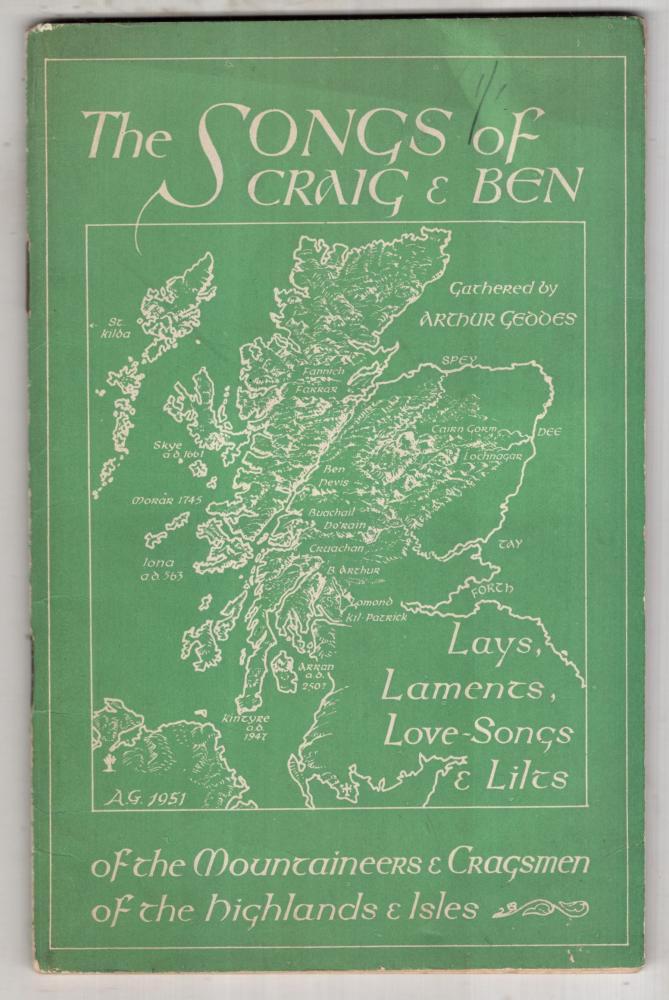 The SONGS of
CRAIG & BEN
Gathered by
ARTHUR GEDDES
St.
Kilda
SPEY
Fannich
FARRAR
Cairn Gorm
DEE
Lochnagar
Skye
a.d. 1661
Ben
Nevis
Morar 1745
Buachail
Do'rain
Cruachan
TAY
Iona
a.d. 563
B. Arthur
FORTH
Lomond
Kil-Patrick
Lays,
Laments,
Love-Songs
& Lilts
Arran
a.d.
250?
Kintyre
a.d.
1947
A.G. 1951
of the Mountaineers & Cragsmen
of the Highlands & Isles